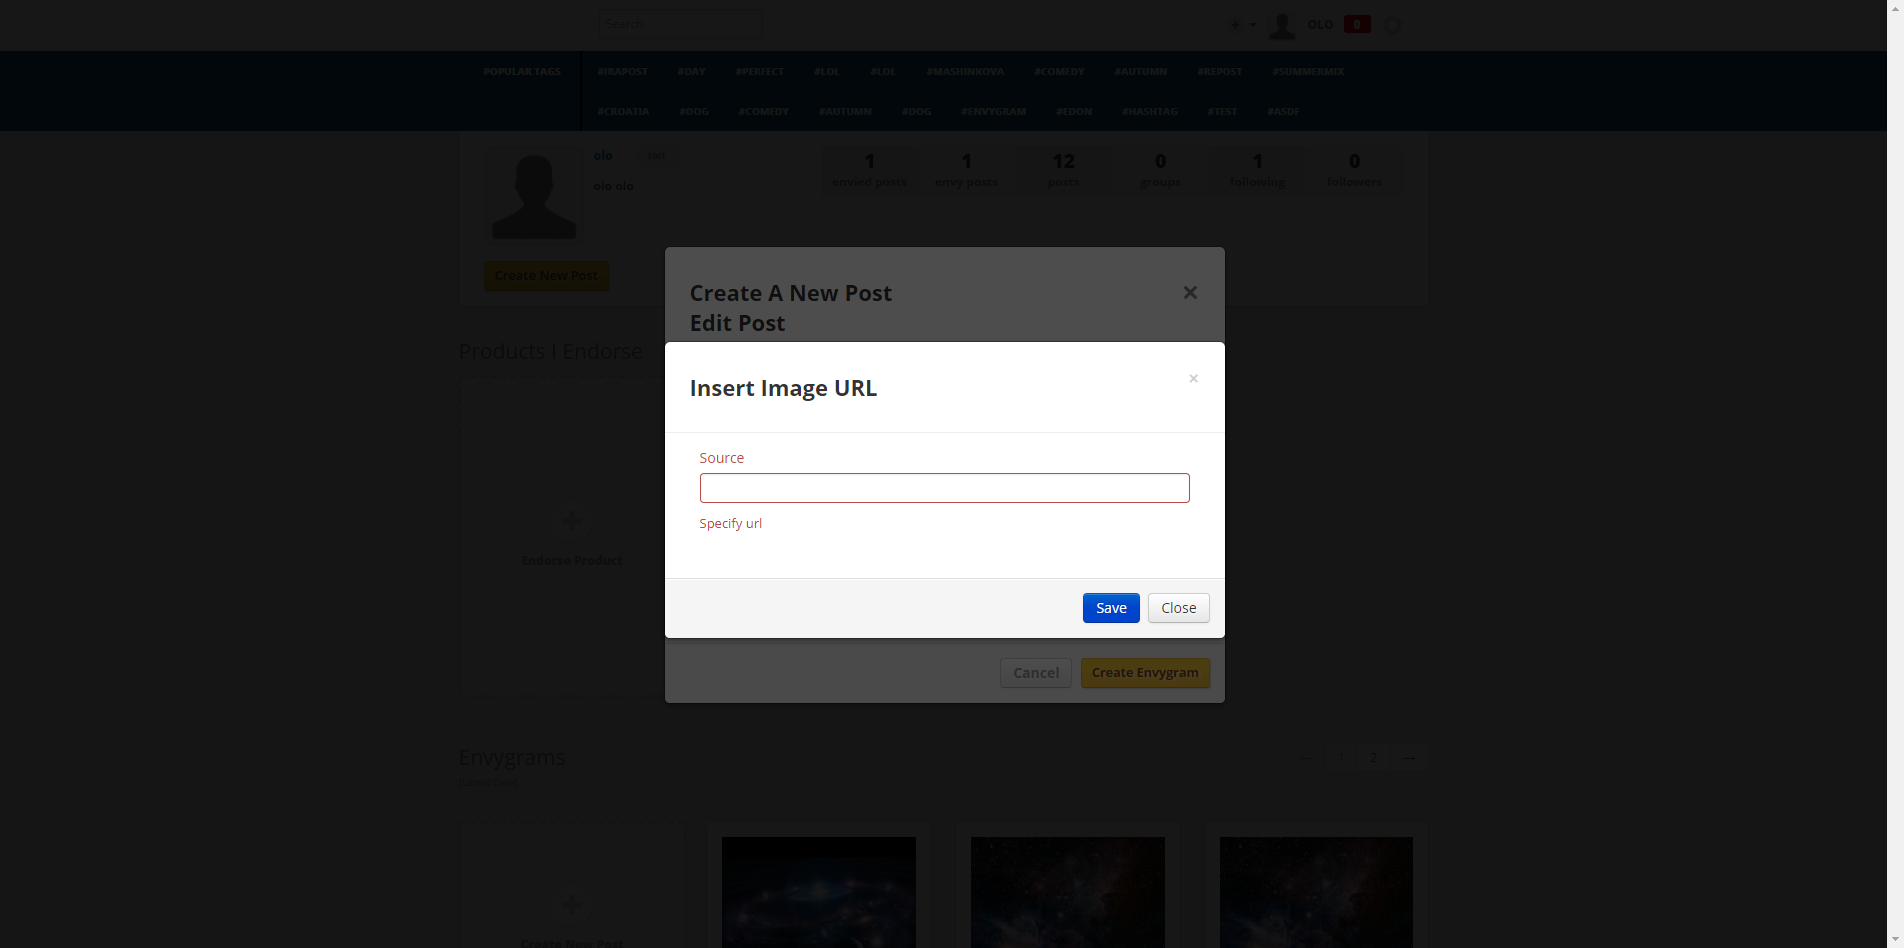 Search
OLO 0
POPULAR TAGS #IRAPOST #DAY #PERFECT #LOL #LOL #MASHINKOVA #COMEDY #AUTUMN #REPOST #SUMMERMIX
#CROATIA #DOG #COMEDY #AUTUMN #DOG #ENVYGRAM #EDON #HASHTAG #TEST #ASDF
olo
olo olo
1 1 12 0 1 0
envied posts envy posts posts groups following followers
Create New Post
Create A New Post ×
Edit Post
Products I Endorse
Insert Image URL ×
Source
Specify url
Endorse Product
Save Close
Cancel Create Envygram
Envygrams ← 1 2 →
Create New Post